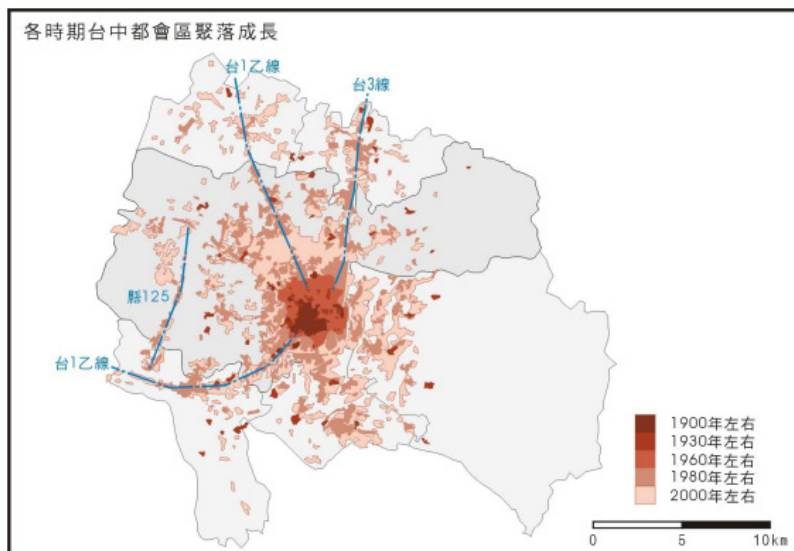 各時期台中都會區聚落成長
台1乙線
台3線
縣125
台1乙線
1900年左右
1930年左右
1960年左右
1980年左右
2000年左右
0 5 10km